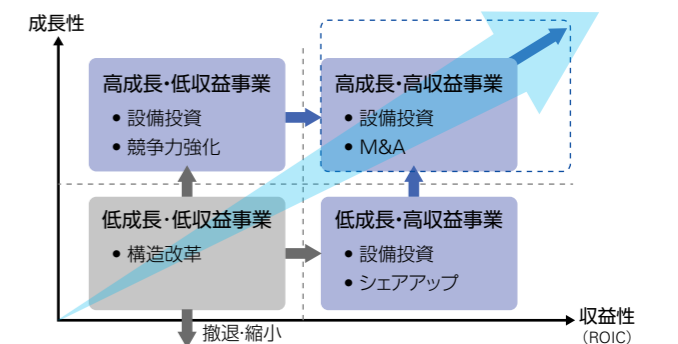 成長性
高成長・低収益事業
• 設備投資
• 競争力強化
高成長・高収益事業
• 設備投資
• M&A
低成長・低収益事業
• 構造改革
低成長・高収益事業
• 設備投資
• シェアアップ
撤退・縮小
収益性
（ROIC）